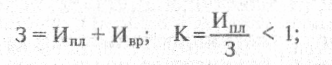 З = Ипл + Ивр; К = Ипл / З < 1;